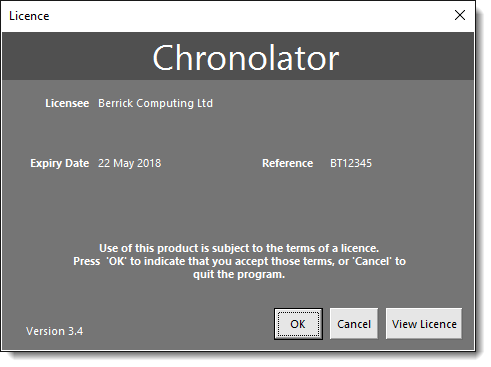 Licence
Chronolator
Licensee Berrick Computing Ltd
Expiry Date 22 May 2018 Reference BT12345
Use of this product is subject to the terms of a licence.
Press 'OK' to indicate that you accept those terms, or 'Cancel' to
quit the program.
Version 3.4
OK Cancel View Licence